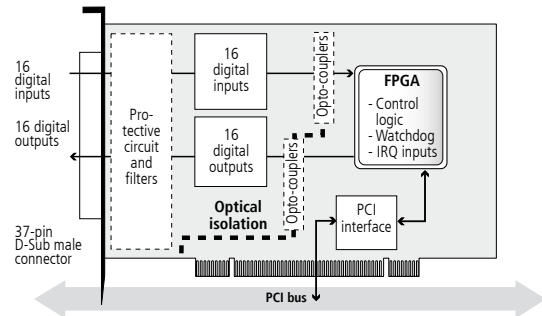 16
digital
inputs
16 digital
outputs
37-pin
D-Sub male
connector
Pro-
tective
circuit
and
filters
16
digital
inputs
16
digital
outputs
Opto-couplers
Opto-couplers
Optical
isolation
FPGA
- Control
logic
- Watchdog
- IRQ inputs
PCI
interface
PCI bus